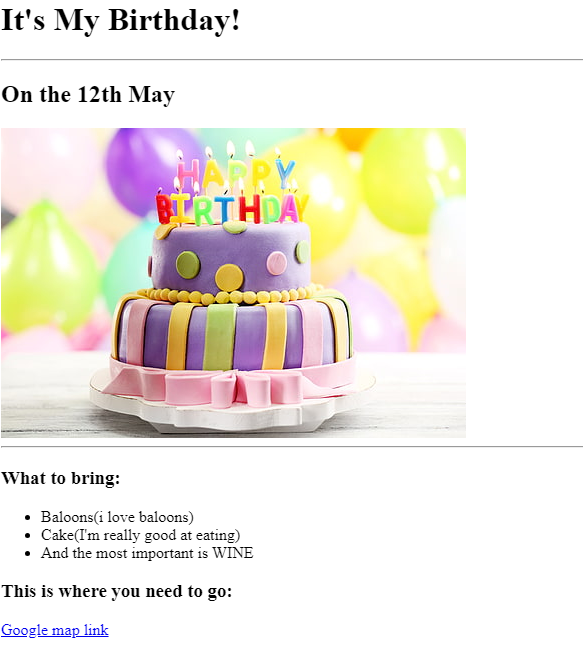 It's My Birthday!
On the 12th May
HAPPY
BIRTHDAY
What to bring:
Baloons(i love baloons)
Cake(I'm really good at eating)
And the most important is WINE
This is where you need to go:
Google map link